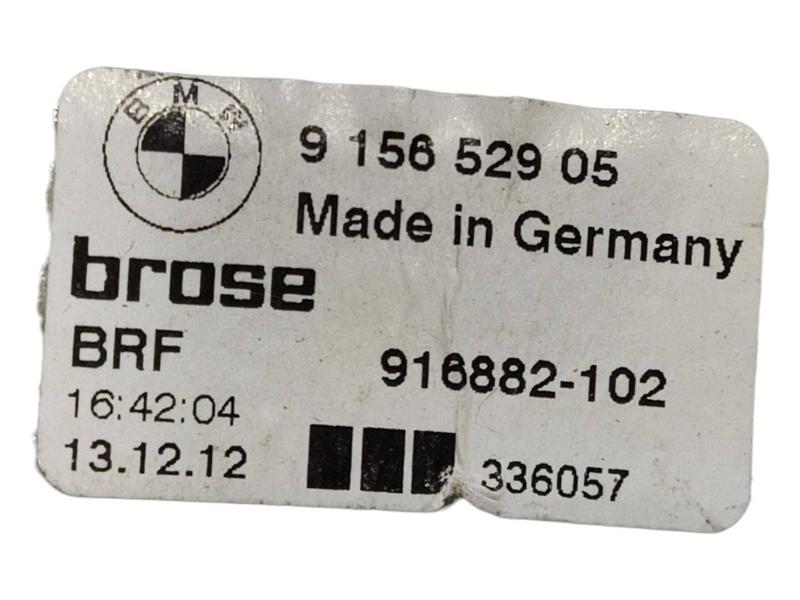 BMW
9 156 529 05
Made in Germany
brose
BRF
916882-102
16:42:04
13.12.12
336057